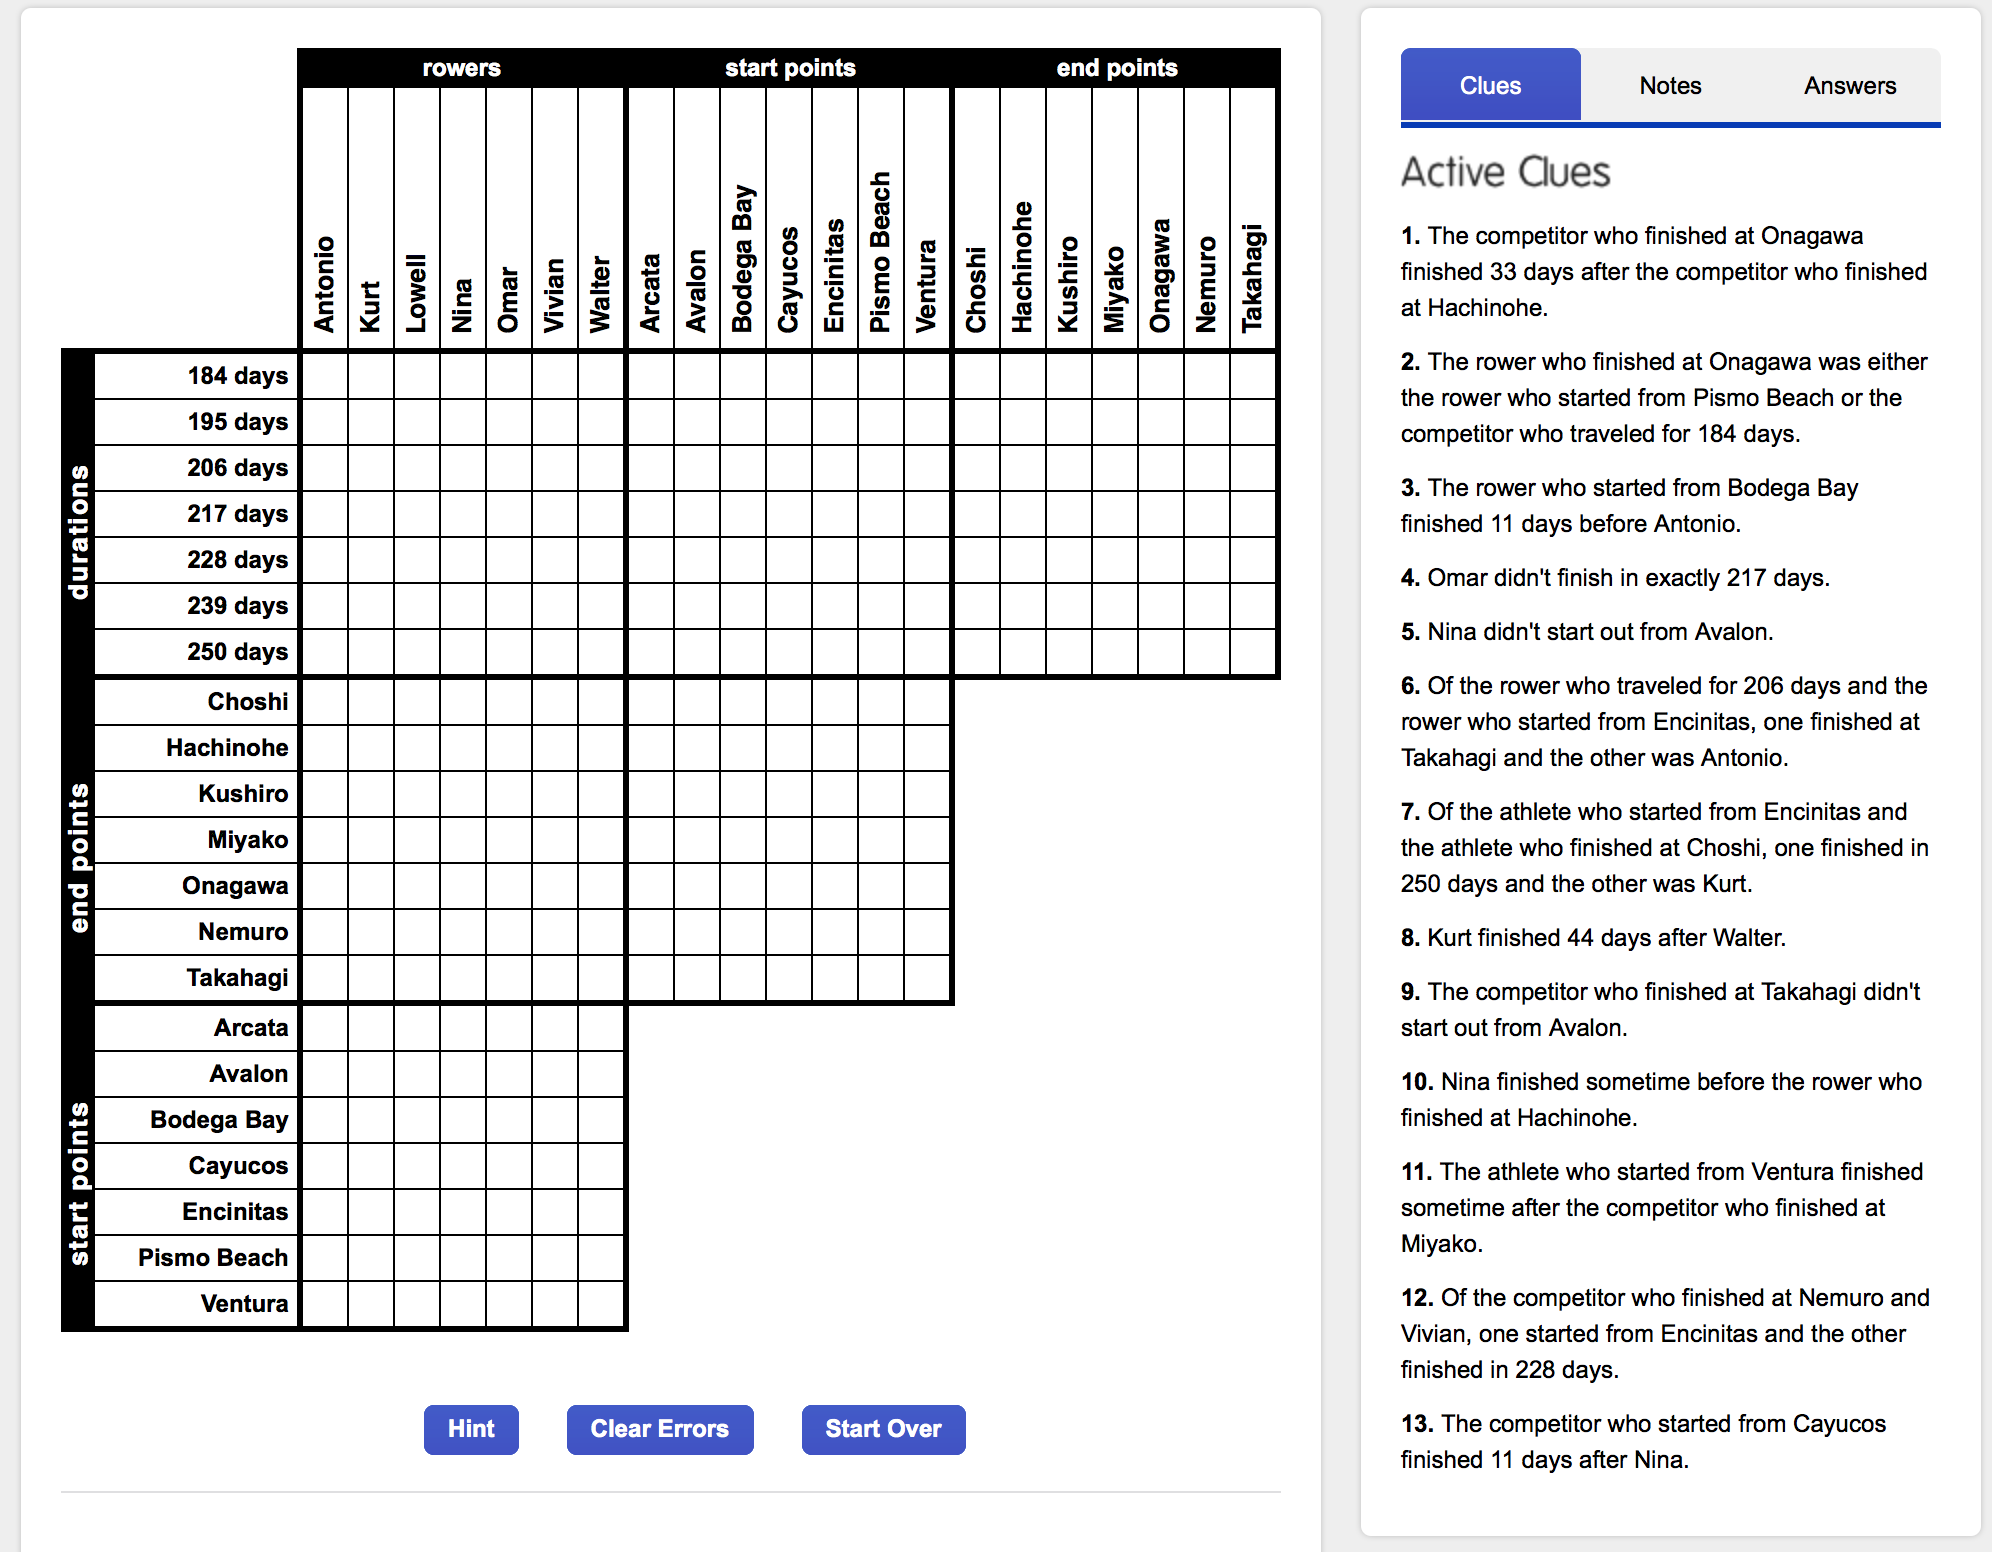 rowers start points end points
Antonio Kurt Lowell Nina Omar Vivian Walter Arcata Avalon Bodega Bay Cayucos Encinitas Pismo Beach Ventura Choshi Hachinohe Kushiro Miyako Onagawa Nemuro Takahagi
durations
184 days
195 days
206 days
217 days
228 days
239 days
250 days
end points
Choshi
Hachinohe
Kushiro
Miyako
Onagawa
Nemuro
Takahagi
start points
Arcata
Avalon
Bodega Bay
Cayucos
Encinitas
Pismo Beach
Ventura
Hint Clear Errors Start Over
Clues Notes Answers
Active Clues
1. The competitor who finished at Onagawa
finished 33 days after the competitor who finished
at Hachinohe.
2. The rower who finished at Onagawa was either
the rower who started from Pismo Beach or the
competitor who traveled for 184 days.
3. The rower who started from Bodega Bay
finished 11 days before Antonio.
4. Omar didn't finish in exactly 217 days.
5. Nina didn't start out from Avalon.
6. Of the rower who traveled for 206 days and the
rower who started from Encinitas, one finished at
Takahagi and the other was Antonio.
7. Of the athlete who started from Encinitas and
the athlete who finished at Choshi, one finished in
250 days and the other was Kurt.
8. Kurt finished 44 days after Walter.
9. The competitor who finished at Takahagi didn't
start out from Avalon.
10. Nina finished sometime before the rower who
finished at Hachinohe.
11. The athlete who started from Ventura finished
sometime after the competitor who finished at
Miyako.
12. Of the competitor who finished at Nemuro and
Vivian, one started from Encinitas and the other
finished in 228 days.
13. The competitor who started from Cayucos
finished 11 days after Nina.